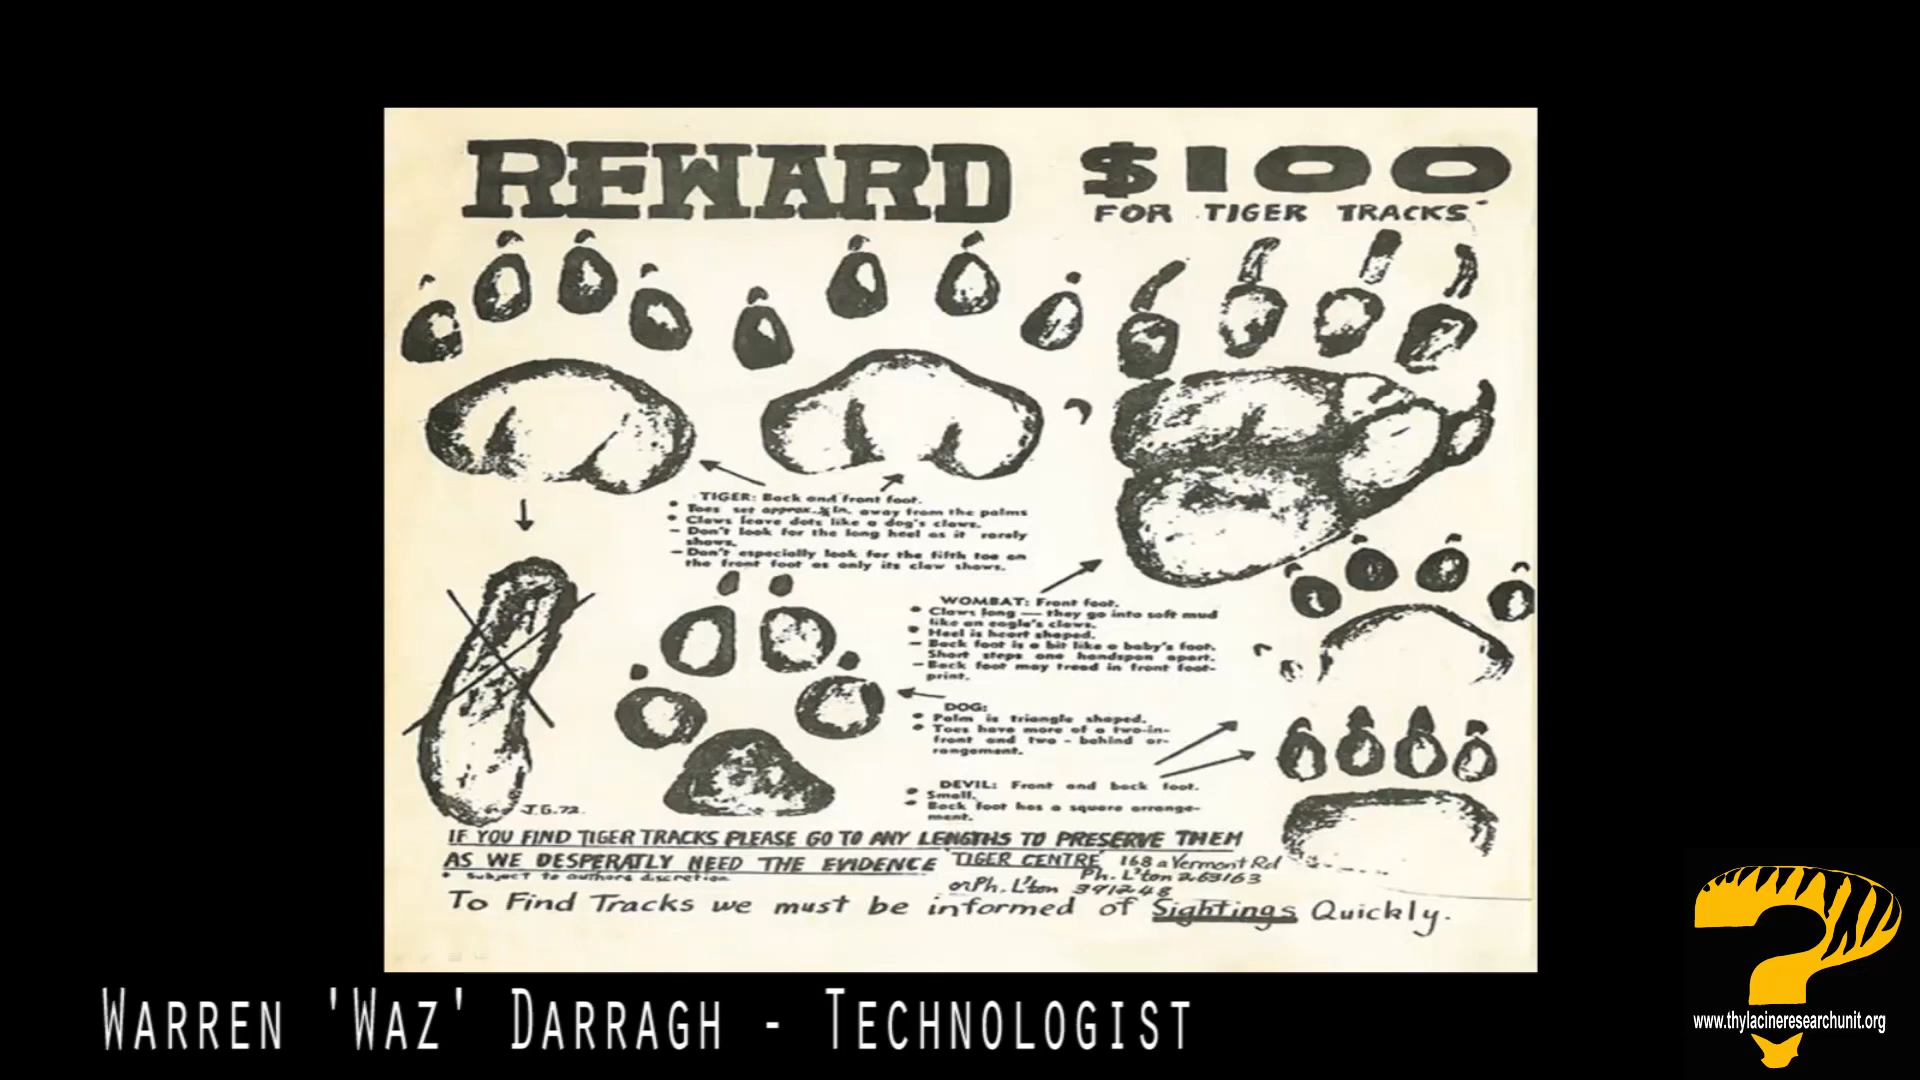 REWARD $100
FOR TIGER TRACKS
TIGER: Back and front foot.
• Toes set approx. ¾ in. away from the palms
• Claws leave dots like a dog's claws.
– Don't look for the long heel as it rarely
shows.
– Don't especially look for the fifth toe on
the front foot as only its claw shows.
WOMBAT: Front foot.
• Claws long — they go into soft mud
like an eagle's claws.
• Heel is heart shaped.
– Back foot is a bit like a baby's foot.
Short steps one handspan apart.
– Back foot may tread in front foot-
print.
DOG:
• Palm is triangle shaped.
• Toes have more of a two-in-
front and two - behind ar-
rangement.
DEVIL: Front and back foot.
• Small.
• Back foot has a square arrange-
ment.
J.G.72.
IF YOU FIND TIGER TRACKS PLEASE GO TO ANY LENGTHS TO PRESERVE THEM
AS WE DESPERATLY NEED THE EVIDENCE "TIGER CENTRE" 168a Vermont Rd
* Subject to authors discretion
Ph. L'ton 263163
or Ph. L'ton 391248
To Find Tracks we must be informed of Sightings Quickly.
WARREN 'WAZ' DARRAGH - TECHNOLOGIST
www.thylacineresearchunit.org